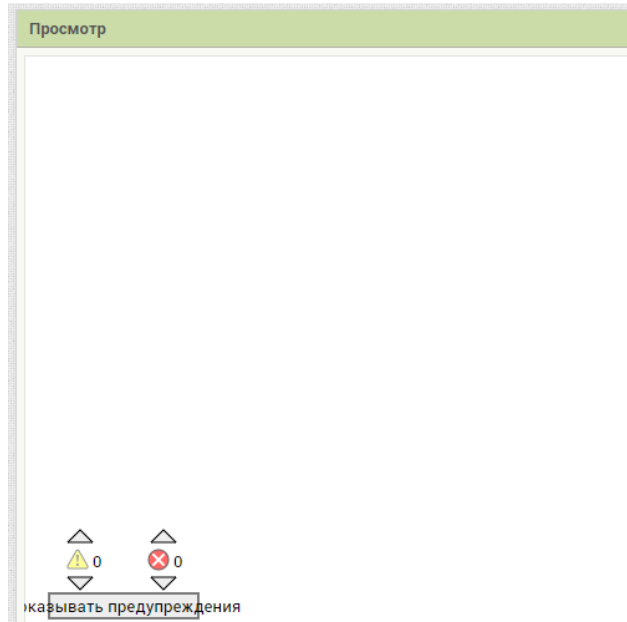 Просмотр
0 0
оказывать предупреждения